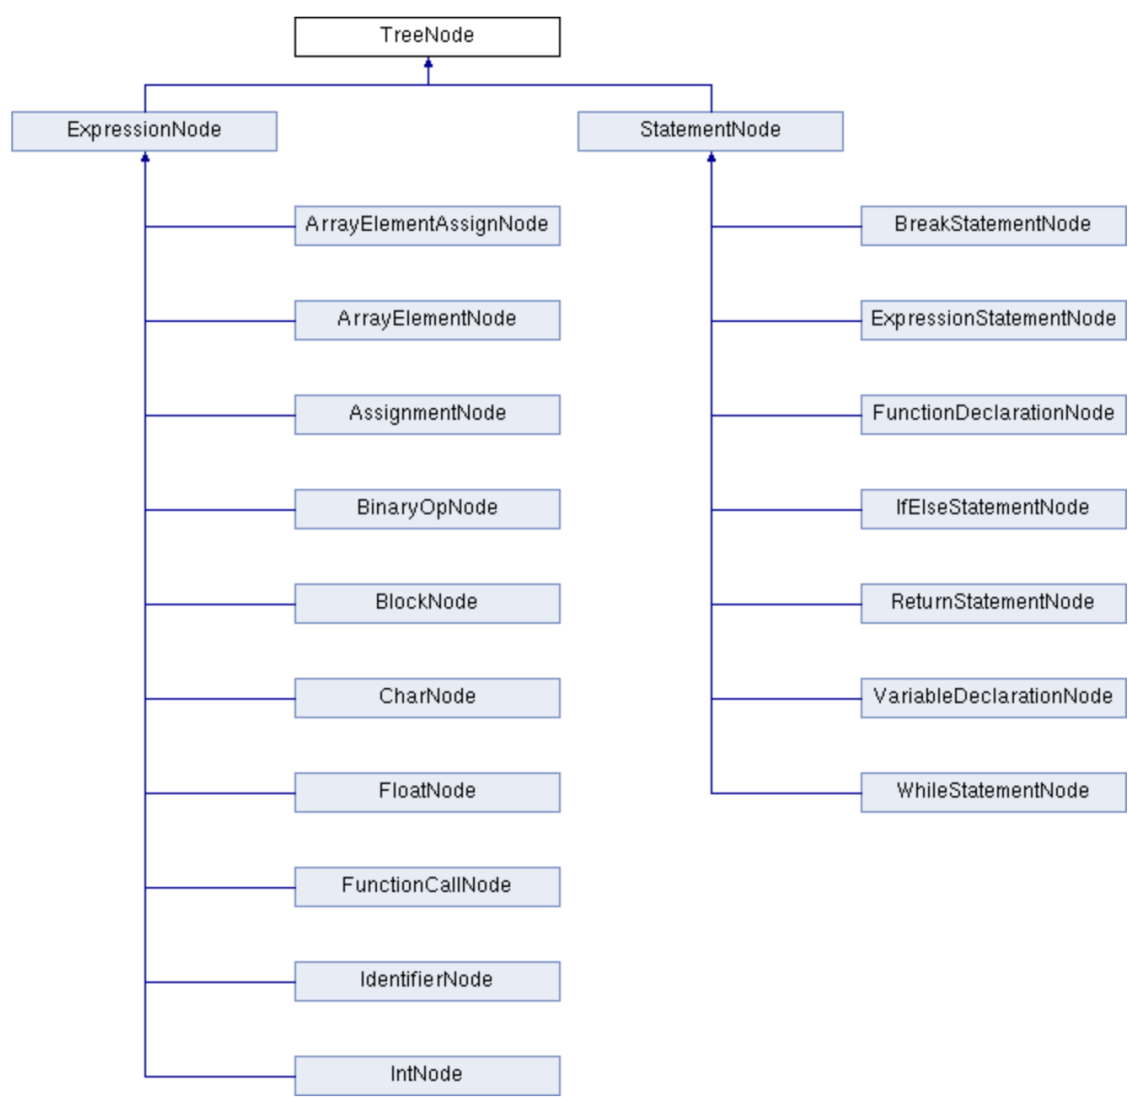 TreeNode
ExpressionNode
StatementNode
ArrayElementAssignNode
BreakStatementNode
ArrayElementNode
ExpressionStatementNode
AssignmentNode
FunctionDeclarationNode
BinaryOpNode
IfElseStatementNode
BlockNode
ReturnStatementNode
CharNode
VariableDeclarationNode
FloatNode
WhileStatementNode
FunctionCallNode
IdentifierNode
IntNode